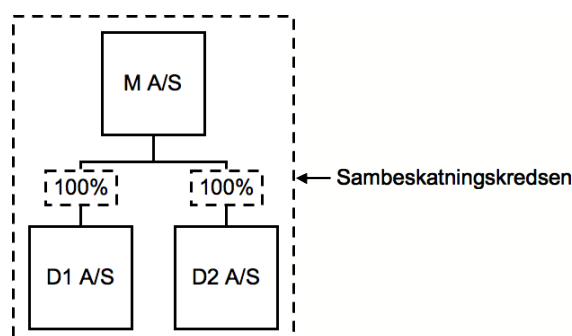 M A/S
100%
100%
Sambeskatningskredsen
D1 A/S
D2 A/S